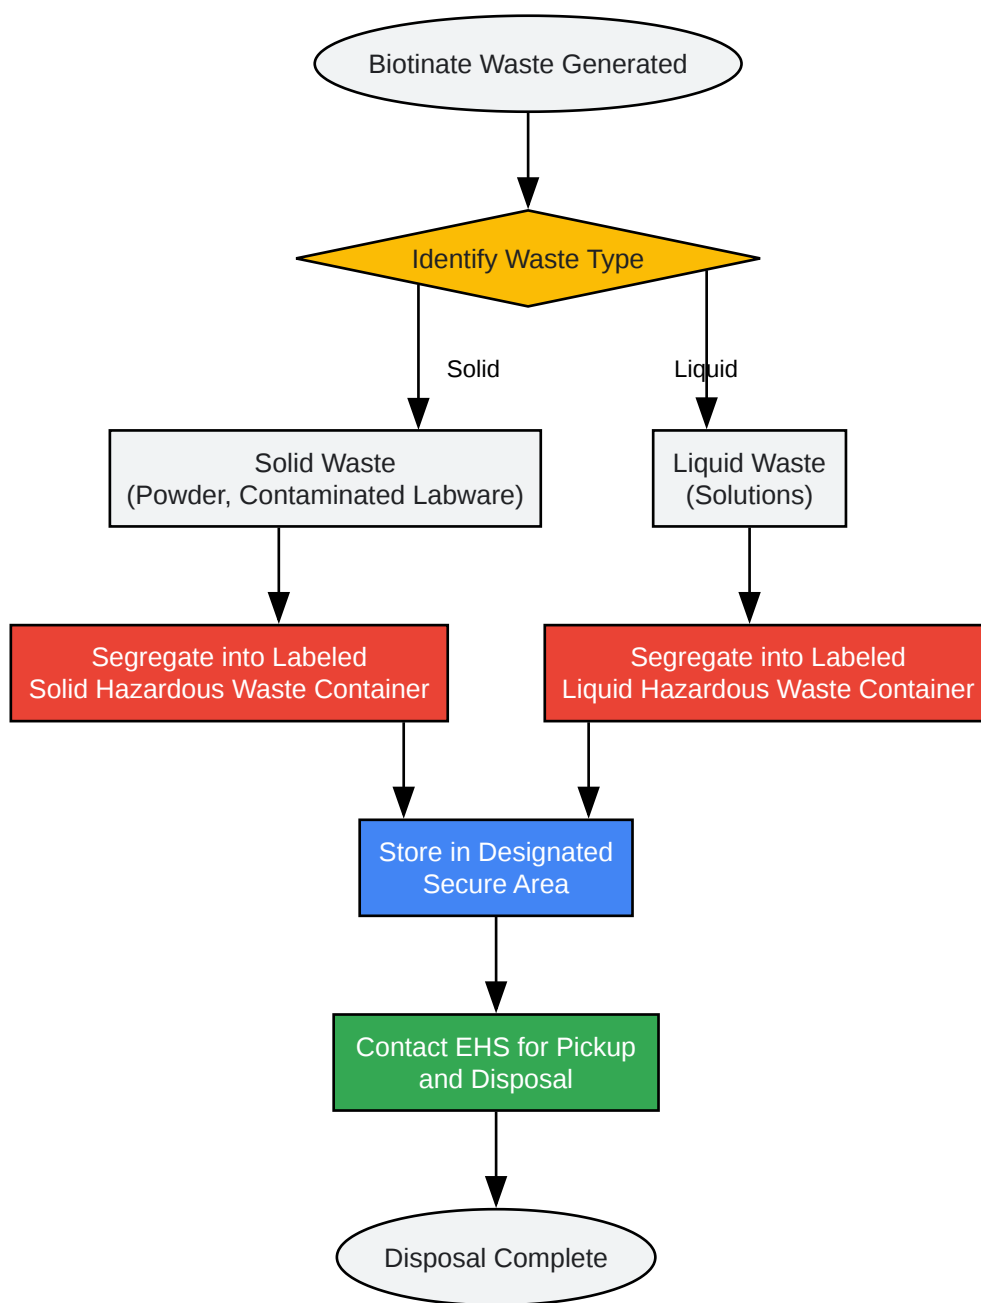 Biotinate Waste Generated
Identify Waste Type
Solid
Liquid
Solid Waste
(Powder, Contaminated Labware)
Liquid Waste
(Solutions)
Segregate into Labeled
Solid Hazardous Waste Container
Segregate into Labeled
Liquid Hazardous Waste Container
Store in Designated
Secure Area
Contact EHS for Pickup
and Disposal
Disposal Complete